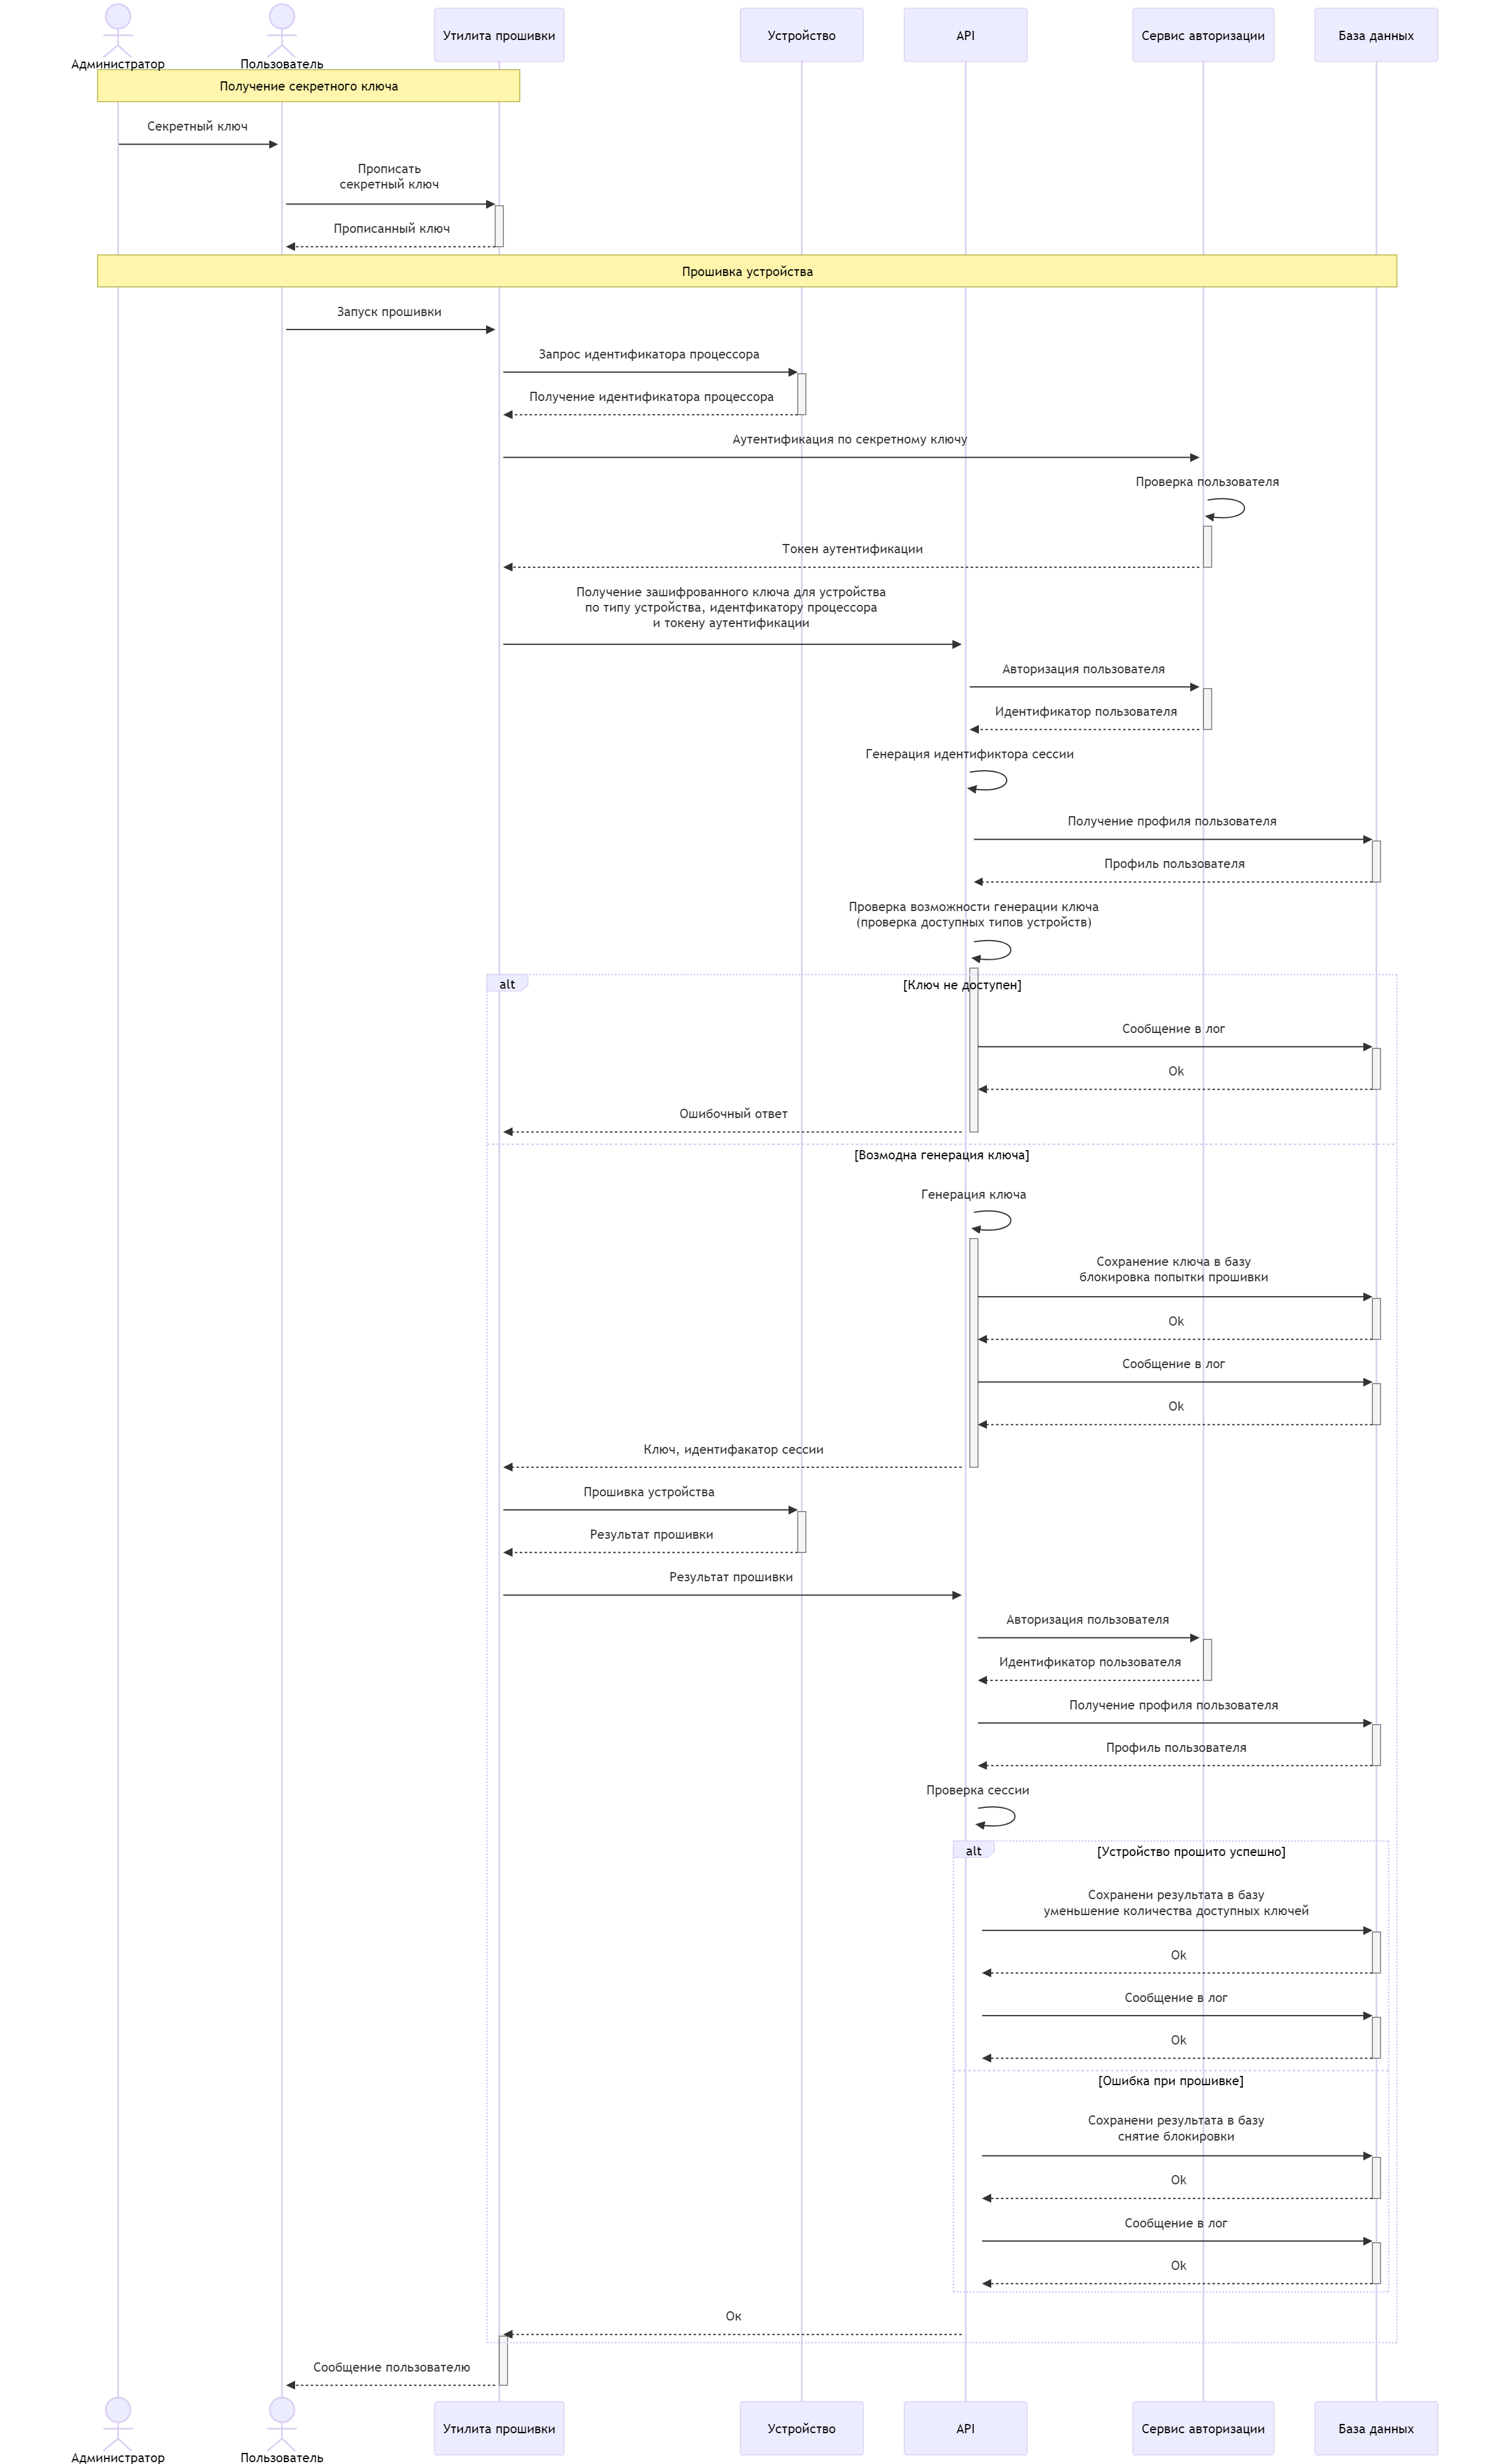 Администратор
Пользователь
Утилита прошивки
Устройство
API
Сервис авторизации
База данных
Получение секретного ключа
Секретный ключ
Прописать
секретный ключ
Прописанный ключ
Прошивка устройства
Запуск прошивки
Запрос идентификатора процессора
Получение идентификатора процессора
Аутентификация по секретному ключу
Проверка пользователя
Токен аутентификации
Получение зашифрованного ключа для устройства
по типу устройства, идентфикатору процессора
и токену аутентификации
Авторизация пользователя
Идентификатор пользователя
Генерация идентификтора сессии
Получение профиля пользователя
Профиль пользователя
Проверка возможности генерации ключа
(проверка доступных типов устройств)
alt
[Ключ не доступен]
Сообщение в лог
Ok
Ошибочный ответ
[Возмодна генерация ключа]
Генерация ключа
Сохранение ключа в базу
блокировка попытки прошивки
Ok
Сообщение в лог
Ok
Ключ, идентифакатор сессии
Прошивка устройства
Результат прошивки
Результат прошивки
Авторизация пользователя
Идентификатор пользователя
Получение профиля пользователя
Профиль пользователя
Проверка сессии
alt
[Устройство прошито успешно]
Сохранени результата в базу
уменьшение количества доступных ключей
Ok
Сообщение в лог
Ok
[Ошибка при прошивке]
Сохранени результата в базу
снятие блокировки
Ok
Сообщение в лог
Ok
Ок
Сообщение пользователю
Администратор
Пользователь
Утилита прошивки
Устройство
API
Сервис авторизации
База данных